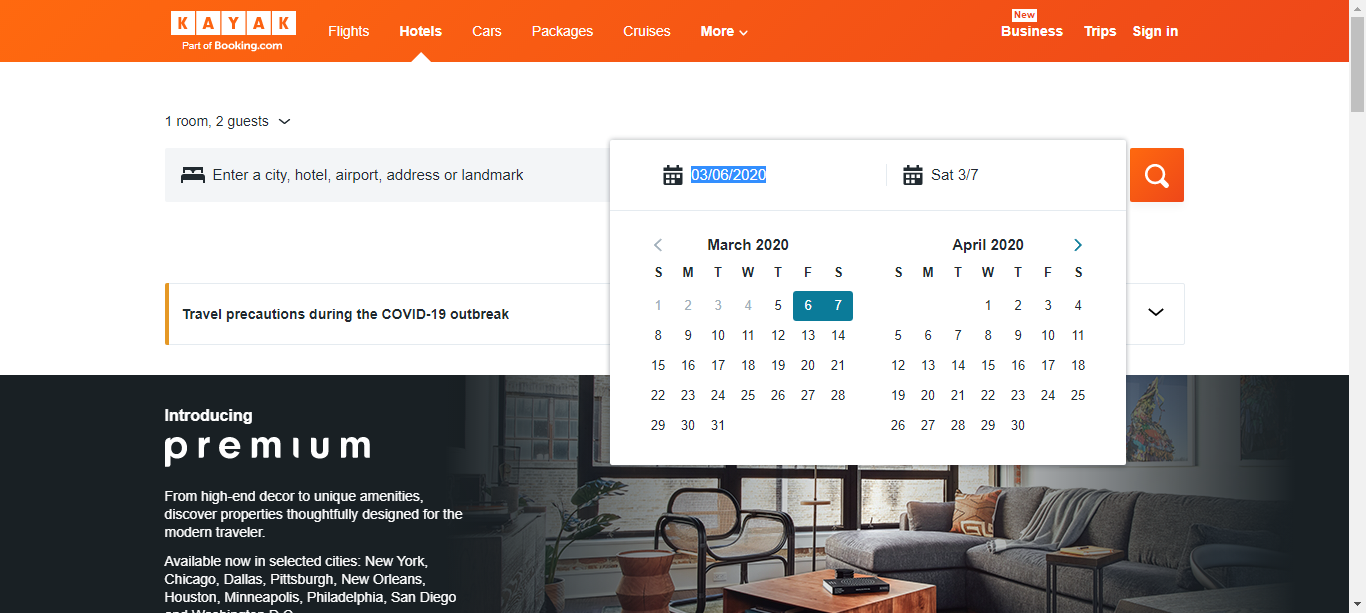 KAYAK
Part of Booking.com
Flights Hotels Cars Packages Cruises More
New
Business Trips Sign in
1 room, 2 guests
Enter a city, hotel, airport, address or landmark
03/06/2020 Sat 3/7
March 2020
S M T W T F S
1 2 3 4 5 6 7
8 9 10 11 12 13 14
15 16 17 18 19 20 21
22 23 24 25 26 27 28
29 30 31
April 2020
S M T W T F S
1 2 3 4
5 6 7 8 9 10 11
12 13 14 15 16 17 18
19 20 21 22 23 24 25
26 27 28 29 30
Travel precautions during the COVID-19 outbreak
Introducing
premium
From high-end decor to unique amenities,
discover properties thoughtfully designed for the
modern traveler.
Available now in selected cities: New York,
Chicago, Dallas, Pittsburgh, New Orleans,
Houston, Minneapolis, Philadelphia, San Diego
and Washington D.C.